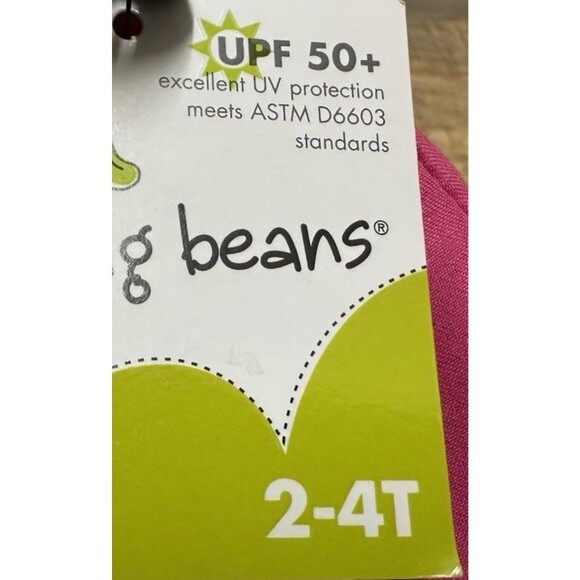 UPF 50+
excellent UV protection
meets ASTM D6603
standards
g beans®
2-4T